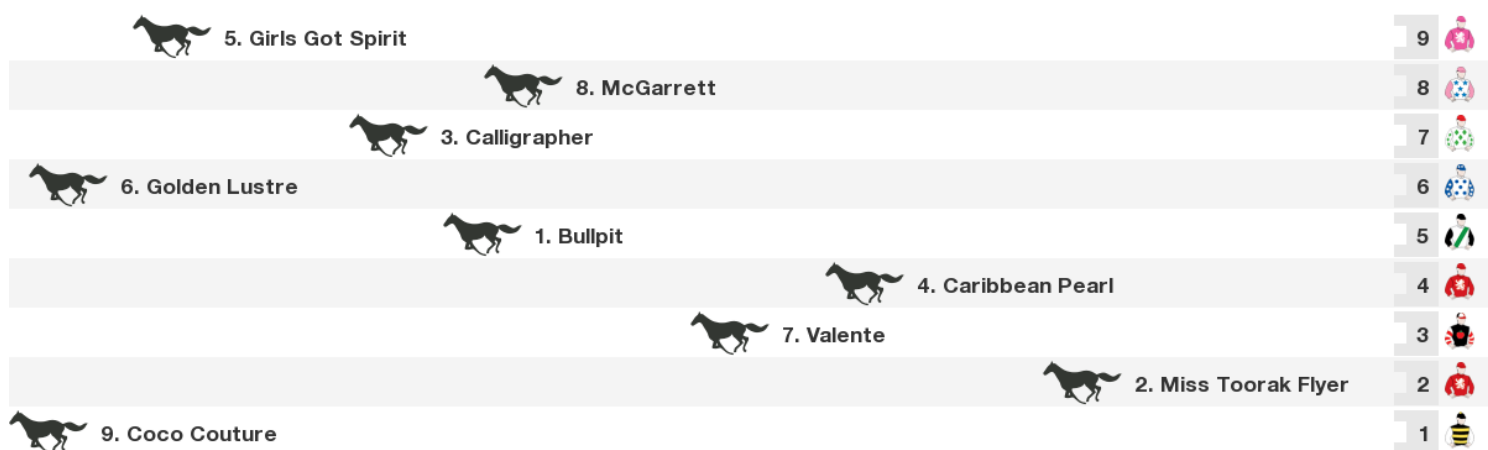 5. Girls Got Spirit 9
8. McGarrett 8
3. Calligrapher 7
6. Golden Lustre 6
1. Bullpit 5
4. Caribbean Pearl 4
7. Valente 3
2. Miss Toorak Flyer 2
9. Coco Couture 1